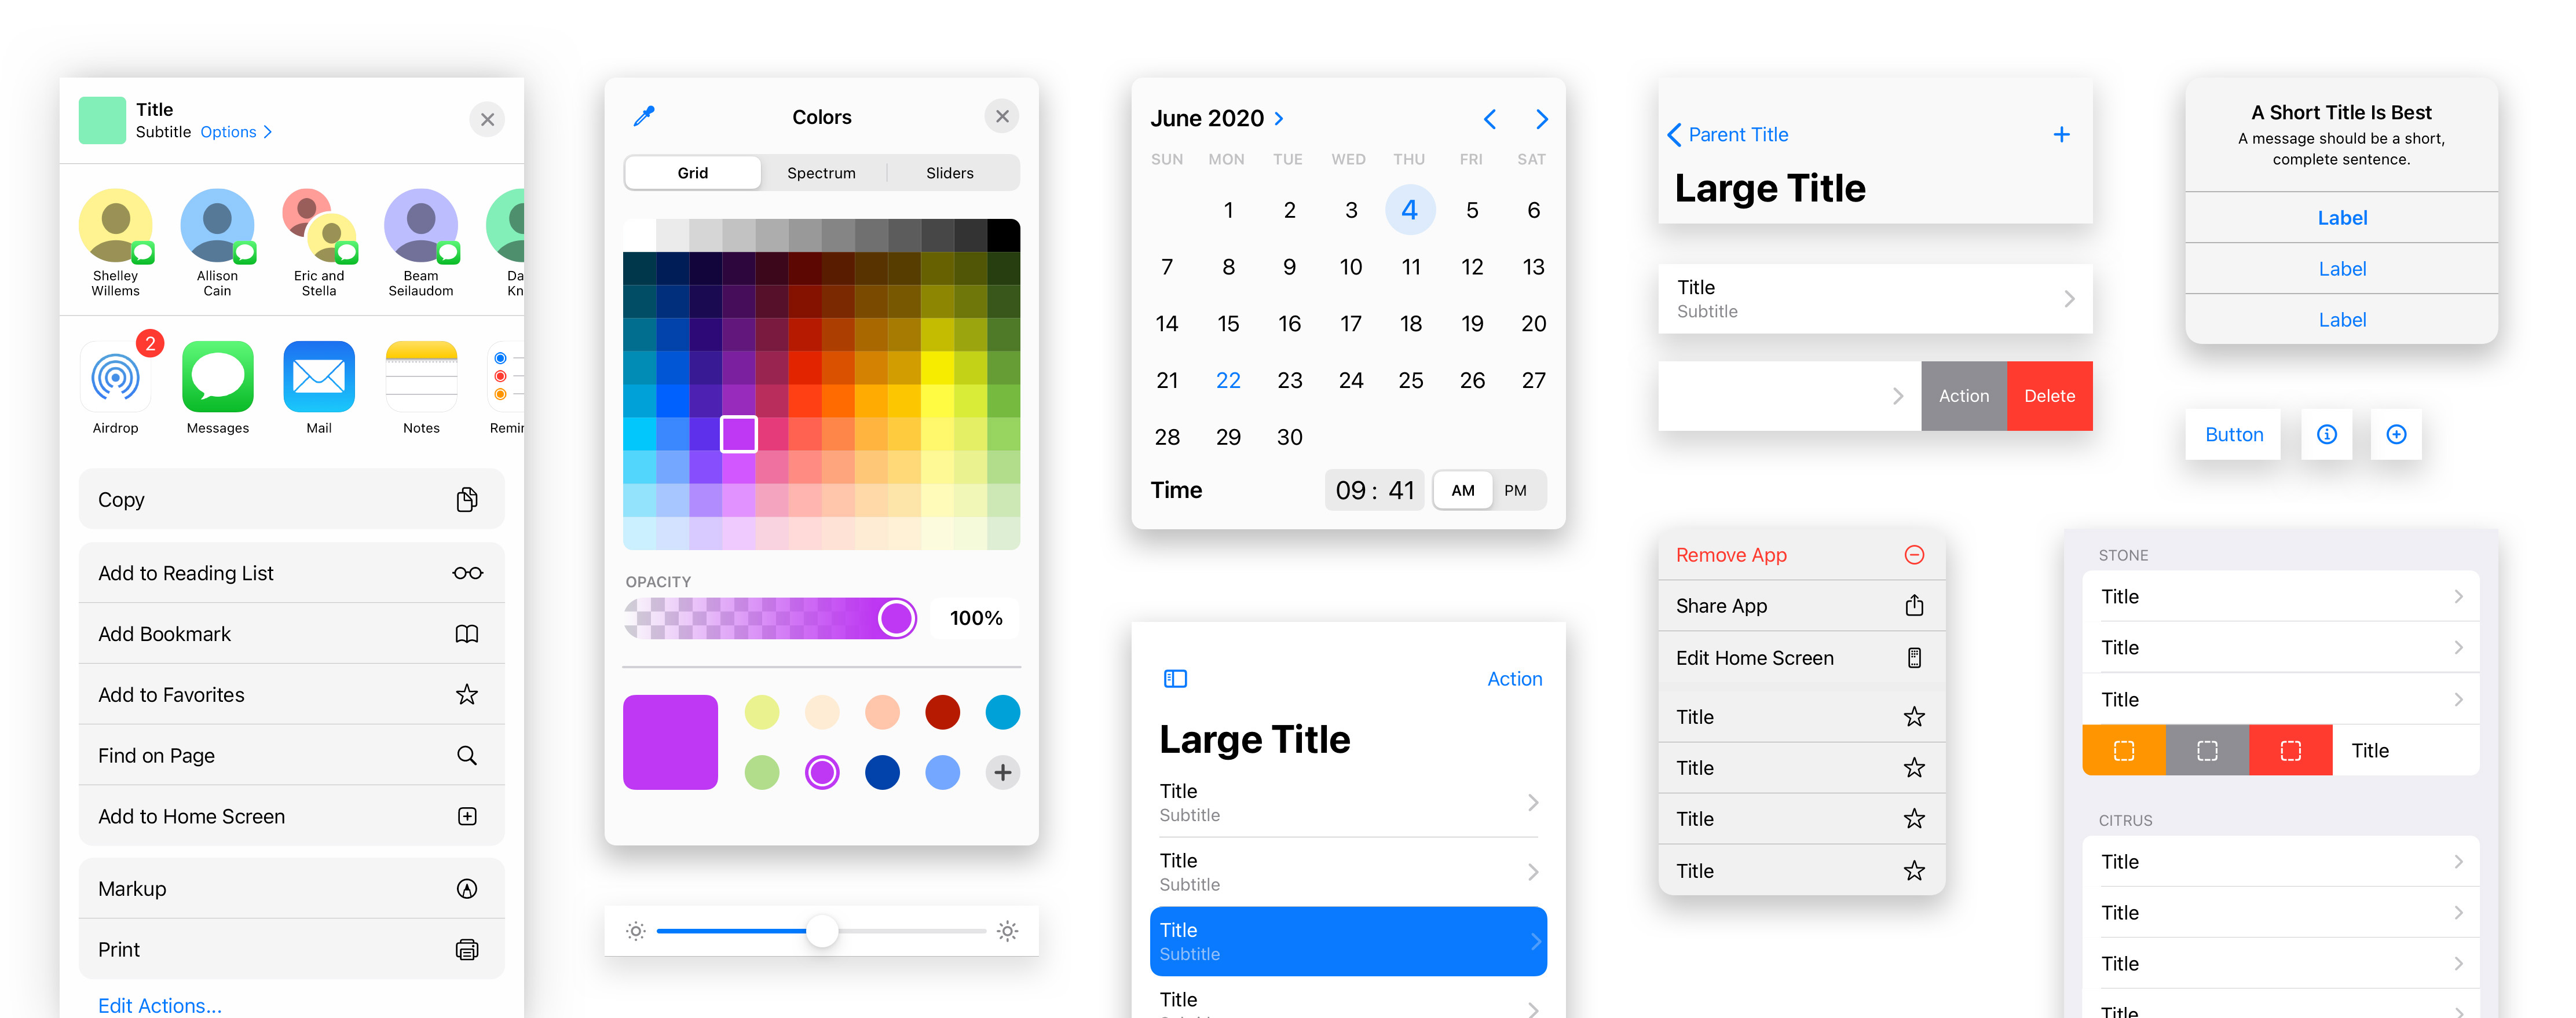 Title
Subtitle Options
Shelley
Willems
Allison
Cain
Eric and
Stella
Beam
Seilaudom
Da
Kn
2
Airdrop
Messages
Mail
Notes
Remin
Copy
Add to Reading List
Add Bookmark
Add to Favorites
Find on Page
Add to Home Screen
Markup
Print
Edit Actions...
Colors
Grid Spectrum Sliders
OPACITY
100%
June 2020
SUN MON TUE WED THU FRI SAT
1 2 3 4 5 6
7 8 9 10 11 12 13
14 15 16 17 18 19 20
21 22 23 24 25 26 27
28 29 30
Time 09 : 41 AM PM
Action
Large Title
Title
Subtitle
Title
Subtitle
Title
Subtitle
Title
Parent Title
Large Title
Title
Subtitle
Action Delete
Remove App
Share App
Edit Home Screen
Title
Title
Title
Title
A Short Title Is Best
A message should be a short,
complete sentence.
Label
Label
Label
Button
STONE
Title
Title
Title
Title
CITRUS
Title
Title
Title
Title